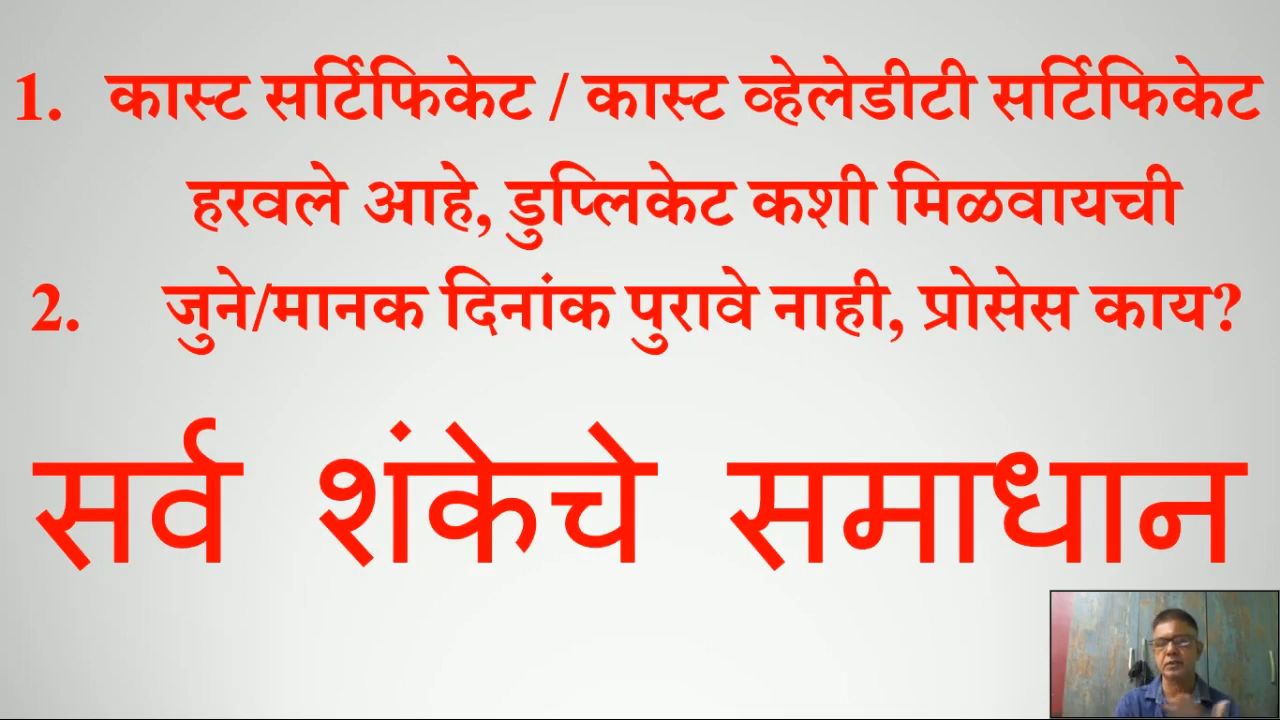 1. कास्ट सर्टिफिकेट / कास्ट व्हेलेडीटी सर्टिफिकेट
हरवले आहे, डुप्लिकेट कशी मिळवायची
2. जुने/मानक दिनांक पुरावे नाही, प्रोसेस काय?
सर्व शंकेचे समाधान